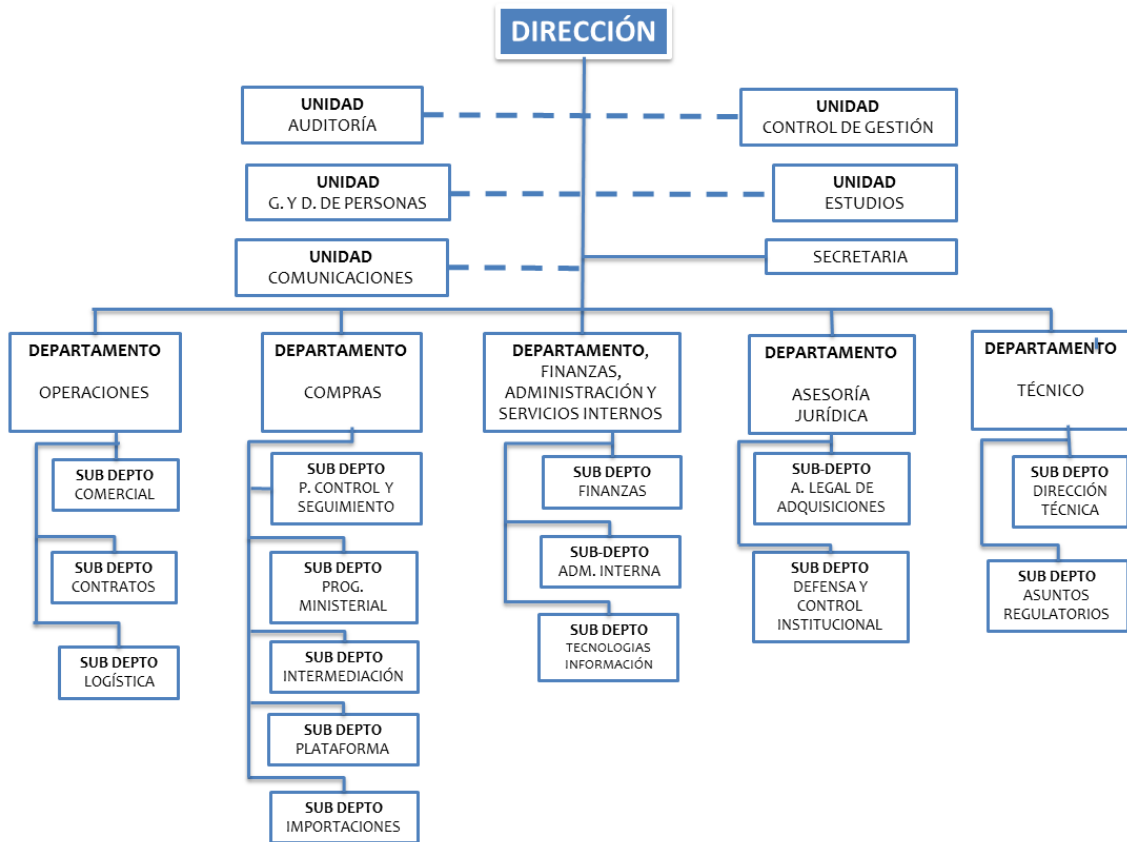 DIRECCIÓN
UNIDAD
AUDITORÍA
UNIDAD
CONTROL DE GESTIÓN
UNIDAD
G. Y D. DE PERSONAS
UNIDAD
ESTUDIOS
UNIDAD
COMUNICACIONES
SECRETARIA
DEPARTAMENTO
OPERACIONES
DEPARTAMENTO
COMPRAS
DEPARTAMENTO,
FINANZAS,
ADMINISTRACIÓN Y
SERVICIOS INTERNOS
DEPARTAMENTO
ASESORÍA
JURÍDICA
DEPARTAMENTO
TÉCNICO
SUB DEPTO
COMERCIAL
SUB DEPTO
CONTRATOS
SUB DEPTO
LOGÍSTICA
SUB DEPTO
P. CONTROL Y
SEGUIMIENTO
SUB DEPTO
PROG.
MINISTERIAL
SUB DEPTO
INTERMEDIACIÓN
SUB DEPTO
PLATAFORMA
SUB DEPTO
IMPORTACIONES
SUB DEPTO
FINANZAS
SUB-DEPTO
ADM. INTERNA
SUB DEPTO
TECNOLOGIAS
INFORMACIÓN
SUB-DEPTO
A. LEGAL DE
ADQUISICIONES
SUB DEPTO
DEFENSA Y
CONTROL
INSTITUCIONAL
SUB DEPTO
DIRECCIÓN
TÉCNICA
SUB DEPTO
ASUNTOS
REGULATORIOS